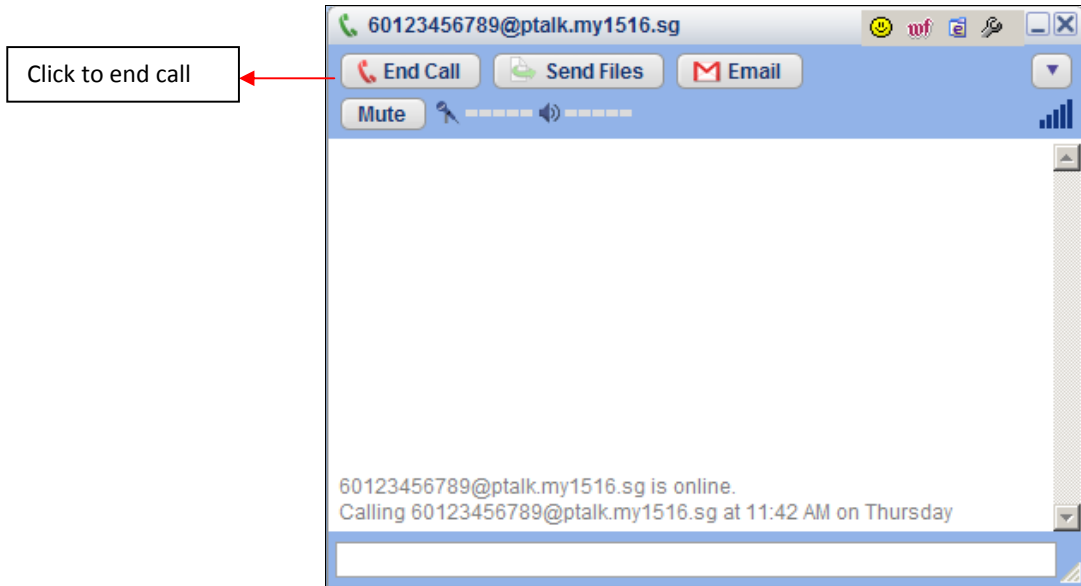 60123456789@ptalk.my1516.sg
wf
Click to end call
End Call
Send Files
Email
Mute
60123456789@ptalk.my1516.sg is online.
Calling 60123456789@ptalk.my1516.sg at 11:42 AM on Thursday